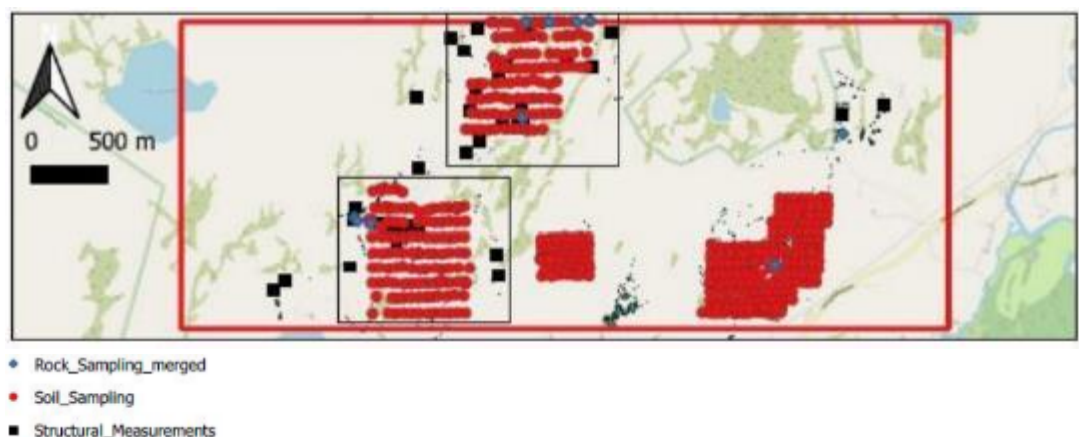 0 500 m
Rock_Sampling_merged
Soil_Sampling
Structural_Measurements